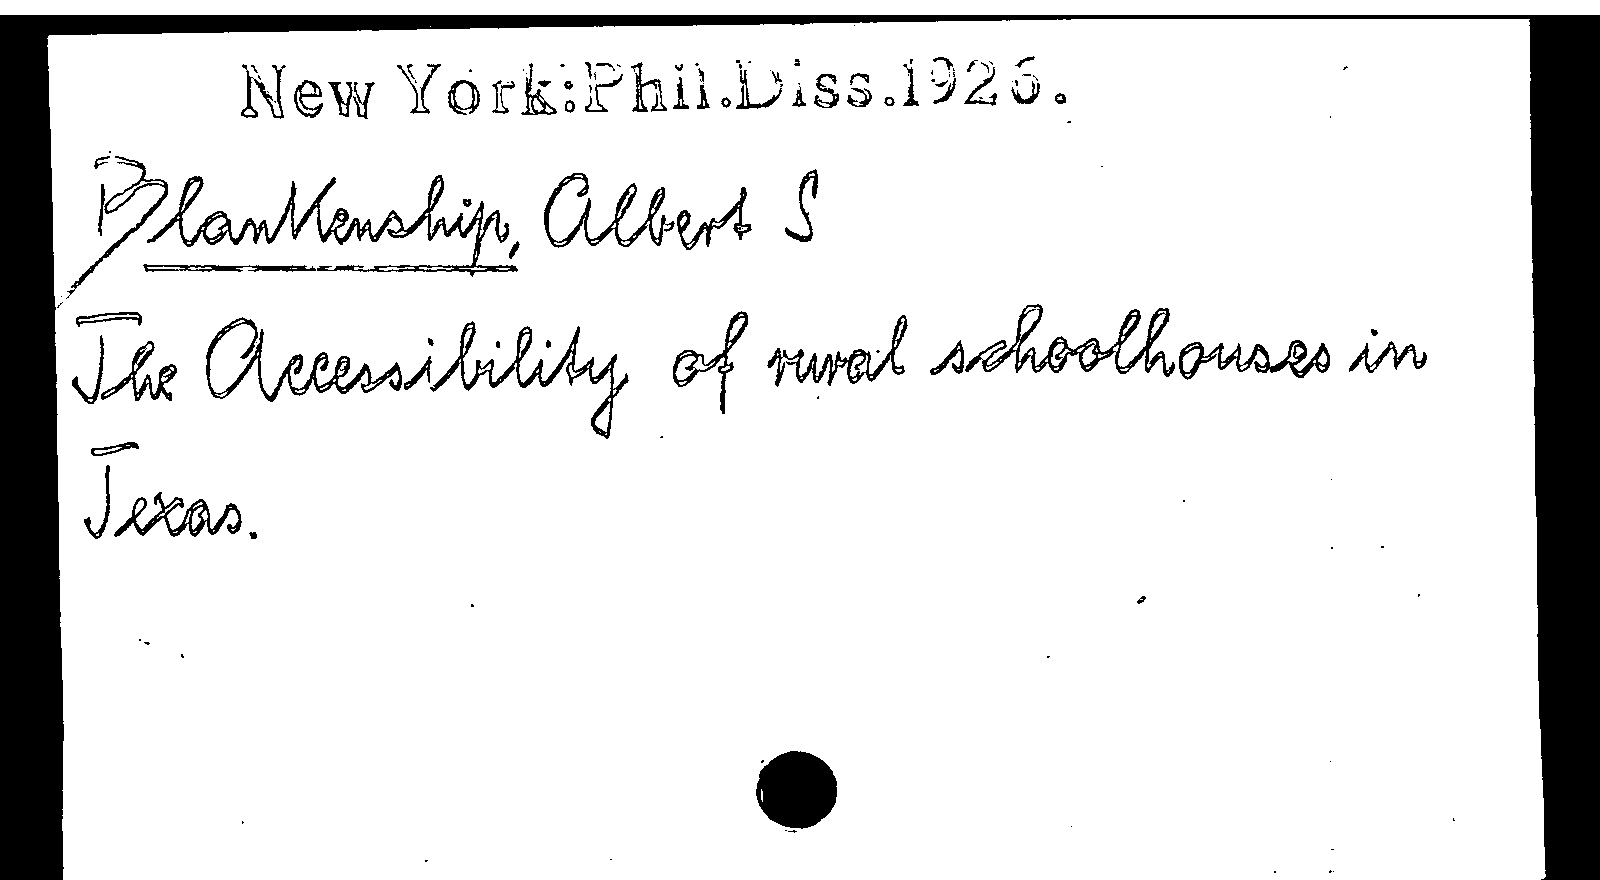 New York:Phil.Diss.1926.
Blankenship, Albert S
The Accessibility of rural schoolhouses in
Texas.